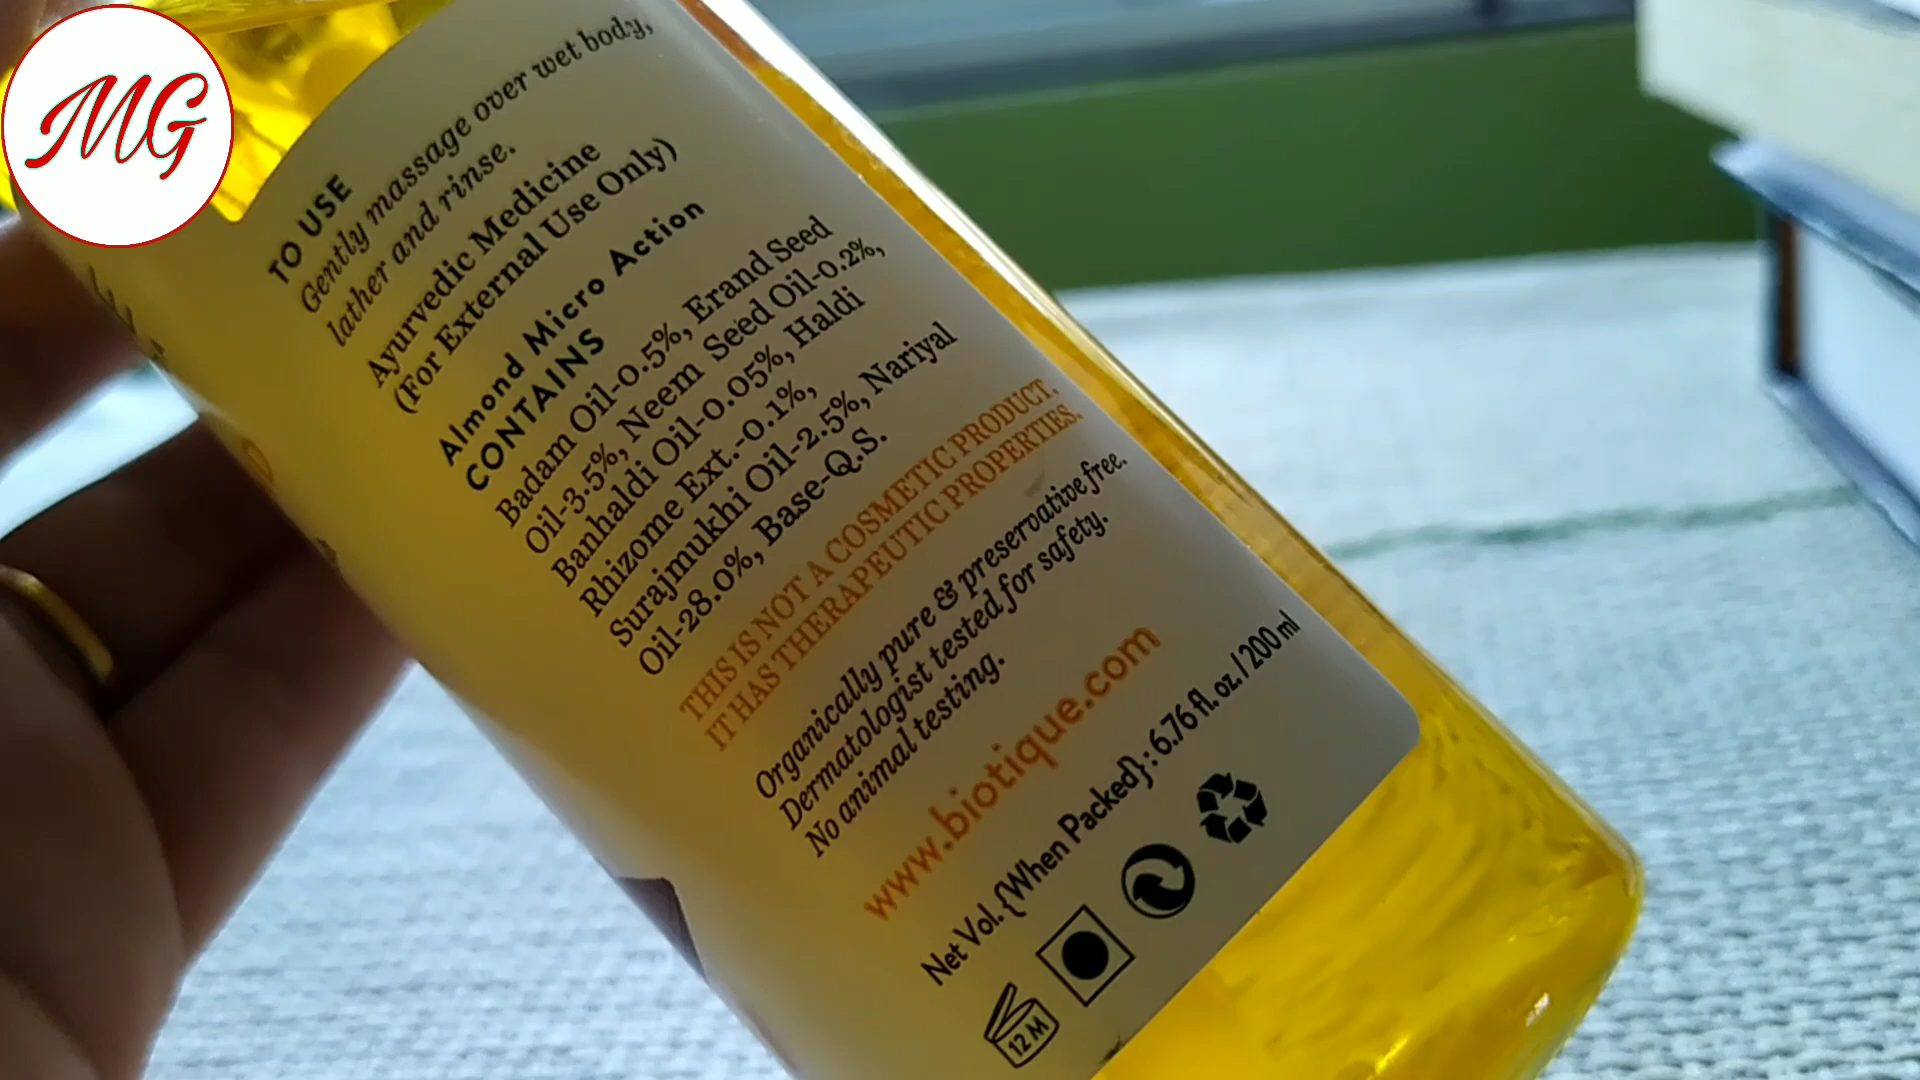 MG
TO USE
Gently massage over wet body,
lather and rinse.
Ayurvedic Medicine
(For External Use Only)
Almond Micro Action
CONTAINS
Badam Oil-0.5%, Erand Seed
Oil-3.5%, Neem Seed Oil-0.2%,
Banhaldi Oil-0.05%, Haldi
Rhizome Ext.-0.1%,
Surajmukhi Oil-2.5%, Nariyal
Oil-28.0%, Base-Q.S.
THIS IS NOT A COSMETIC PRODUCT.
IT HAS THERAPEUTIC PROPERTIES.
Organically pure & preservative free.
Dermatologist tested for safety.
No animal testing.
www.biotique.com
Net Vol.{When Packed}: 6.76 fl. oz. / 200 ml
12 M